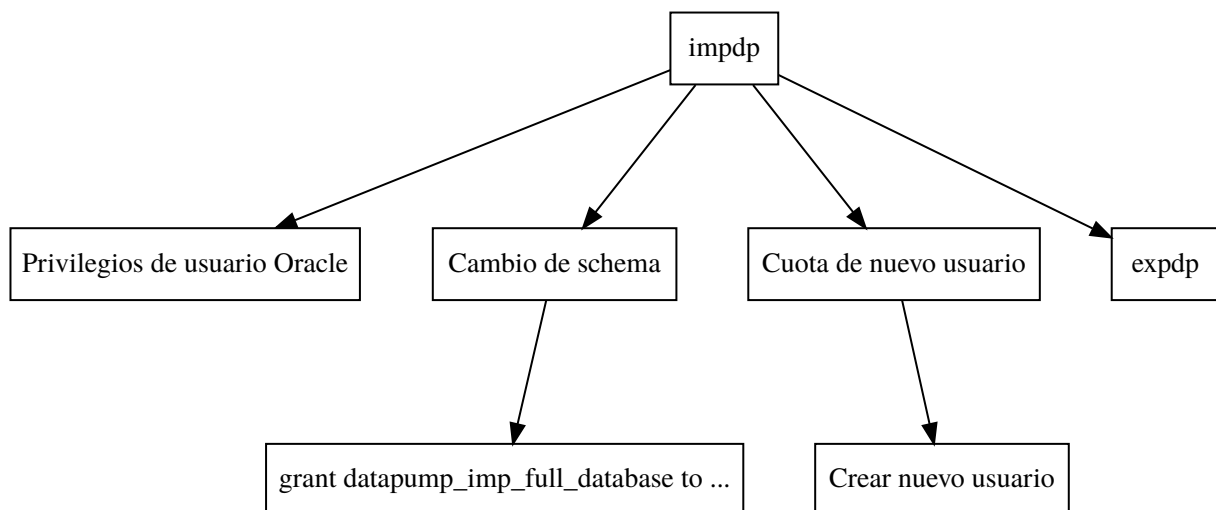 impdp
Privilegios de usuario Oracle
Cambio de schema
Cuota de nuevo usuario
expdp
grant datapump_imp_full_database to ...
Crear nuevo usuario